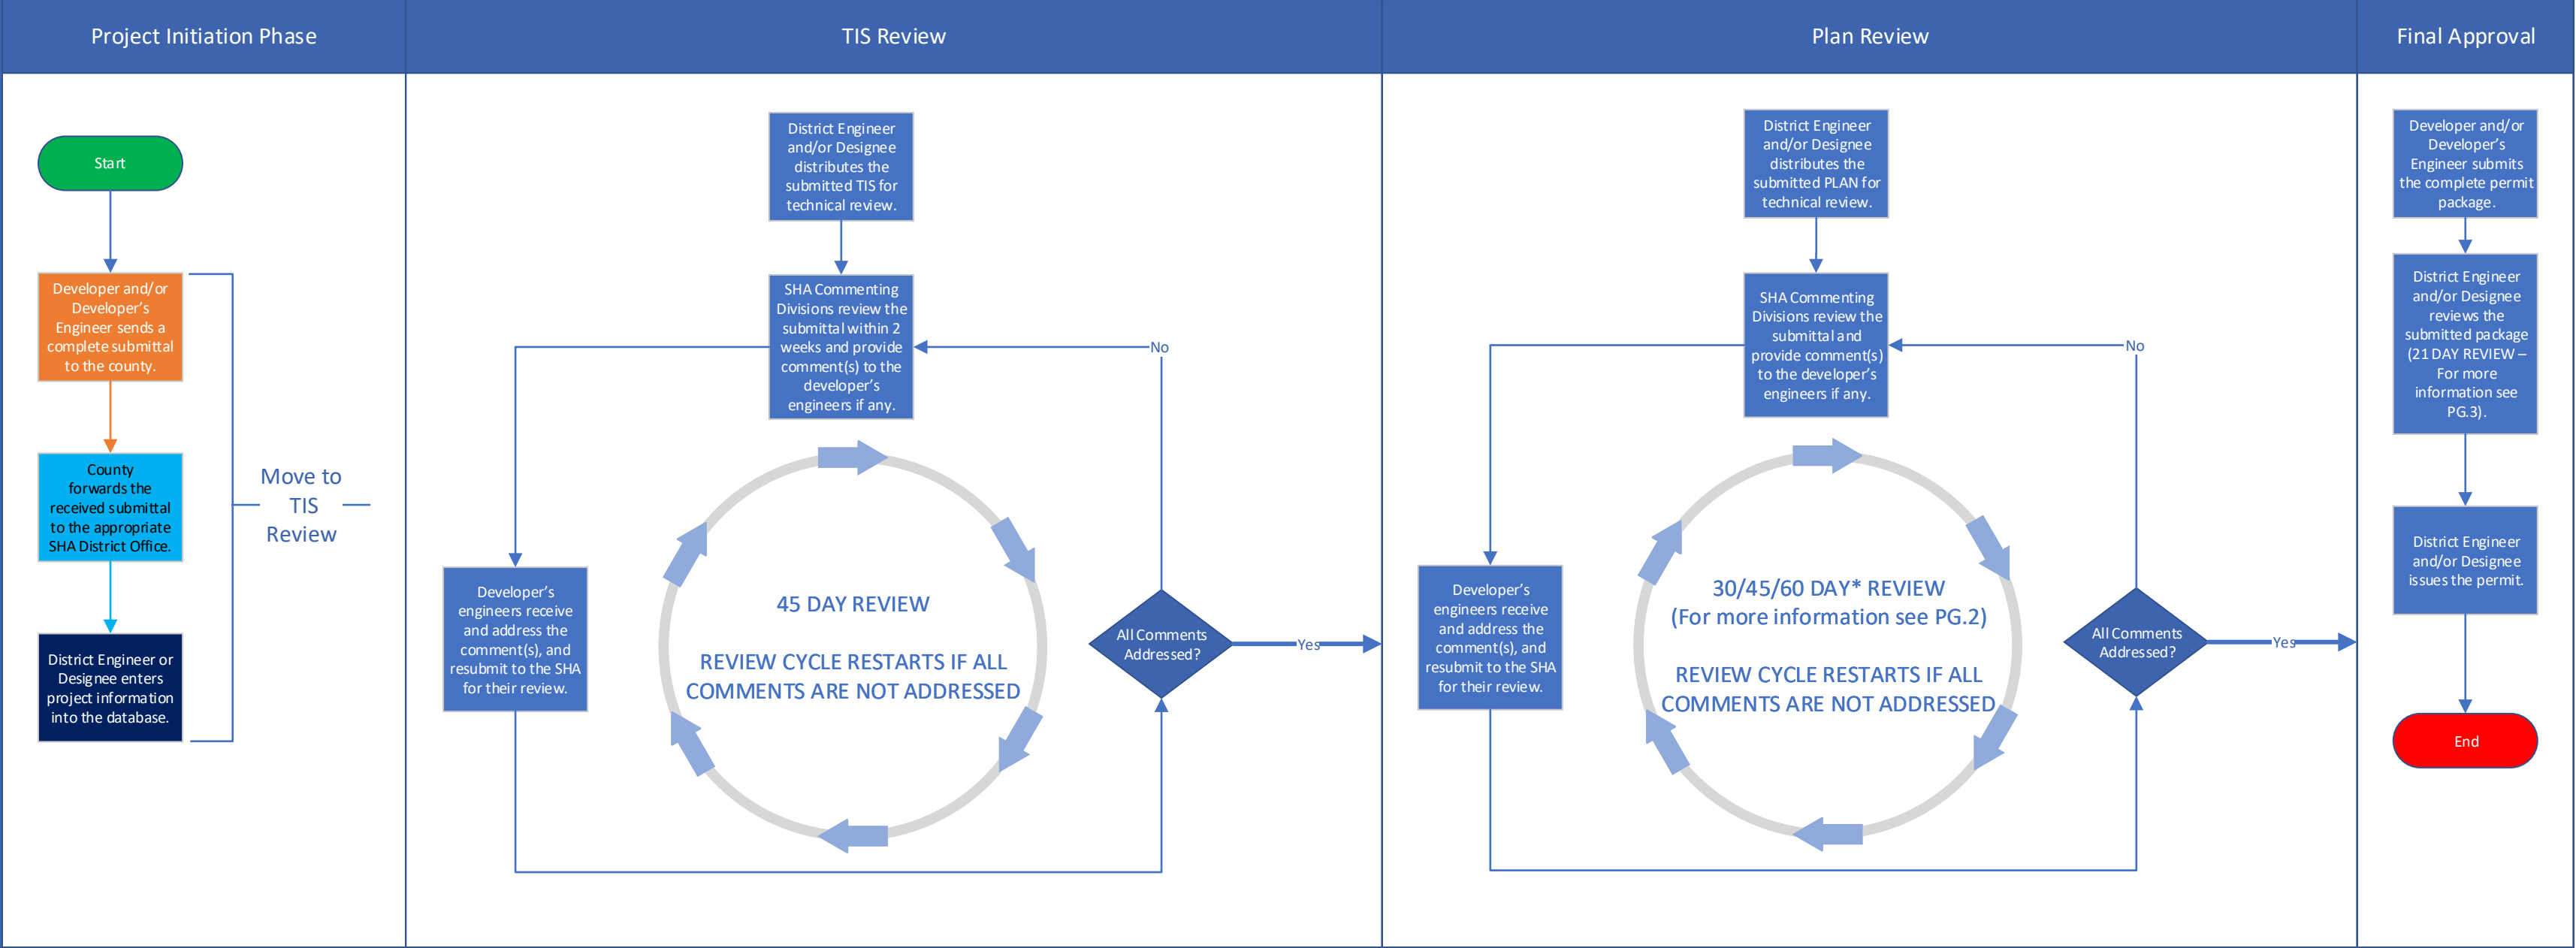 Project Initiation Phase
TIS Review
Plan Review
Final Approval
Start
Developer and/or
Developer's
Engineer sends a
complete submittal
to the county.
County
forwards the
received submittal
to the appropriate
SHA District Office.
District Engineer or
Designee enters
project information
into the database.
Move to
TIS
Review
District Engineer
and/or Designee
distributes the
submitted TIS for
technical review.
SHA Commenting
Divisions review the
submittal within 2
weeks and provide
comment(s) to the
developer's
engineers if any.
No
Developer's
engineers receive
and address the
comment(s), and
resubmit to the SHA
for their review.
45 DAY REVIEW
REVIEW CYCLE RESTARTS IF ALL
COMMENTS ARE NOT ADDRESSED
All Comments
Addressed?
Yes
District Engineer
and/or Designee
distributes the
submitted PLAN for
technical review.
SHA Commenting
Divisions review the
submittal and
provide comment(s)
to the developer's
engineers if any.
No
Developer's
engineers receive
and address the
comment(s), and
resubmit to the SHA
for their review.
30/45/60 DAY* REVIEW
(For more information see PG.2)
REVIEW CYCLE RESTARTS IF ALL
COMMENTS ARE NOT ADDRESSED
All Comments
Addressed?
Yes
Developer and/or
Developer's
Engineer submits
the complete permit
package.
District Engineer
and/or Designee
reviews the
submitted package
(21 DAY REVIEW –
For more
information see
PG.3).
District Engineer
and/or Designee
issues the permit.
End